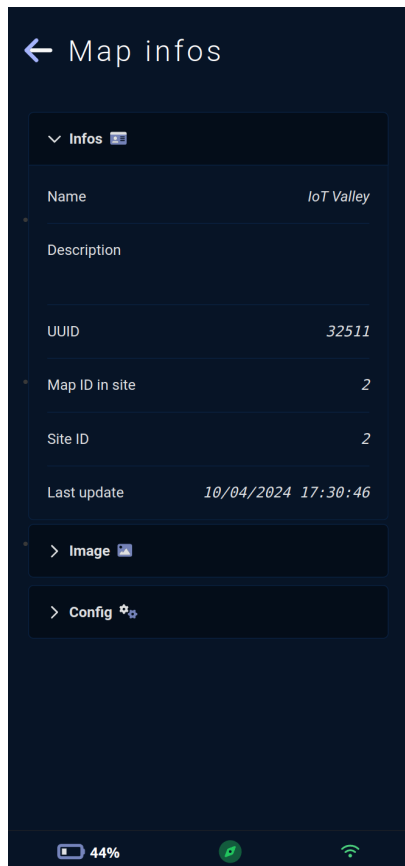 Map infos
Infos
Name IoT Valley
Description
UUID 32511
Map ID in site 2
Site ID 2
Last update 10/04/2024 17:30:46
Image
Config
44%